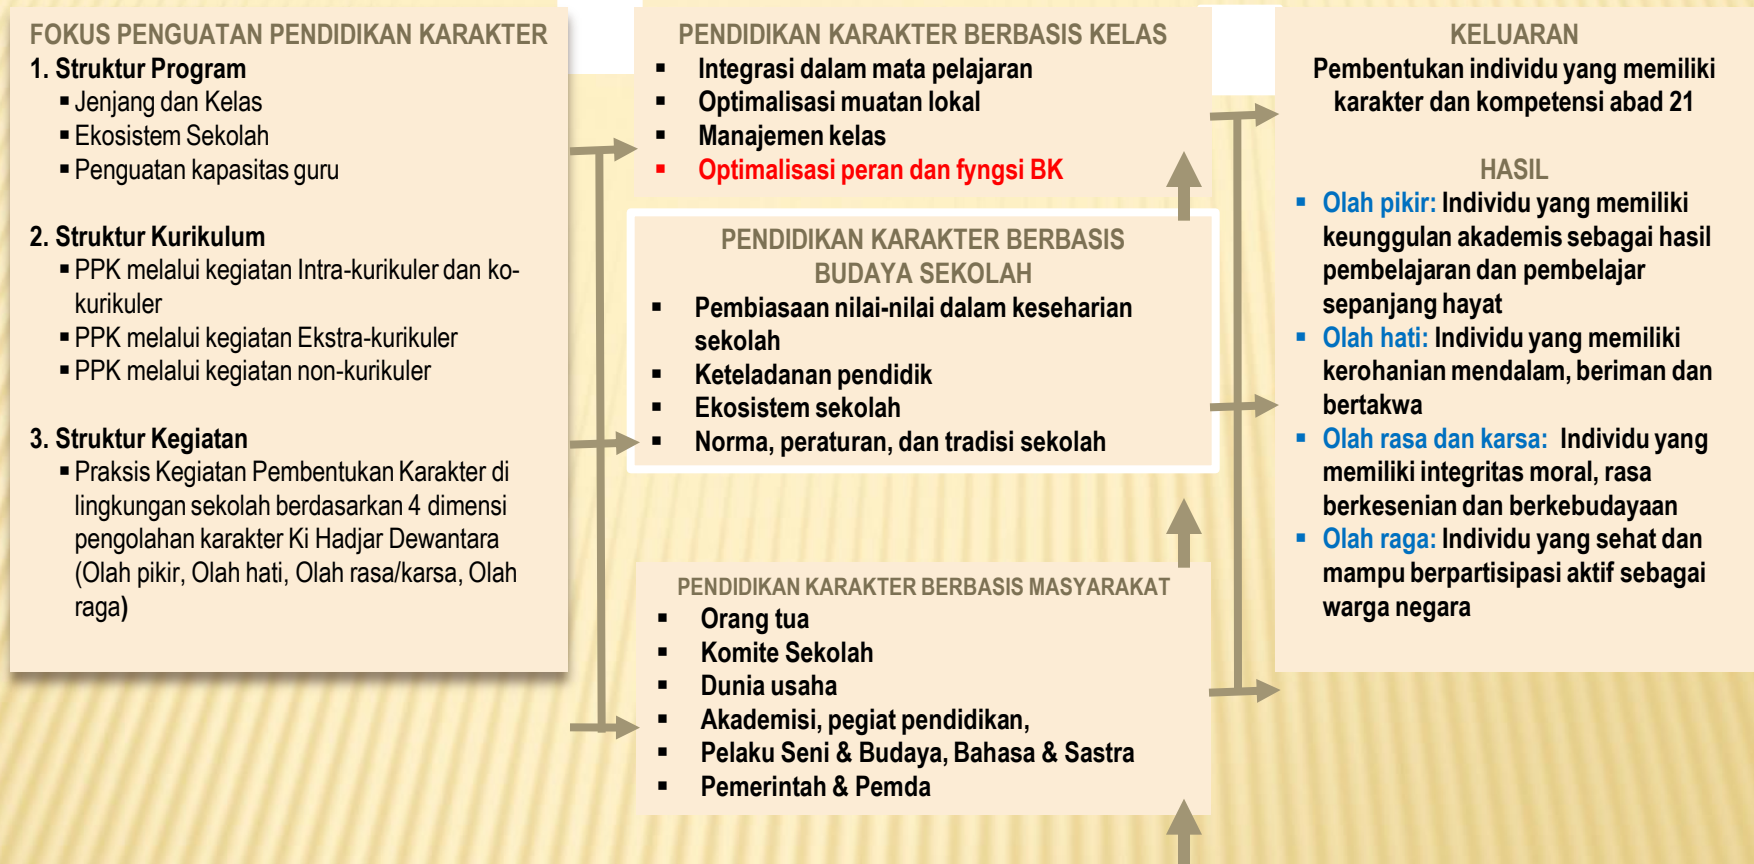 FOKUS PENGUATAN PENDIDIKAN KARAKTER
1. Struktur Program
▪ Jenjang dan Kelas
▪ Ekosistem Sekolah
▪ Penguatan kapasitas guru
2. Struktur Kurikulum
▪ PPK melalui kegiatan Intra-kurikuler dan ko-
kurikuler
▪ PPK melalui kegiatan Ekstra-kurikuler
▪ PPK melalui kegiatan non-kurikuler
3. Struktur Kegiatan
▪ Praksis Kegiatan Pembentukan Karakter di
lingkungan sekolah berdasarkan 4 dimensi
pengolahan karakter Ki Hadjar Dewantara
(Olah pikir, Olah hati, Olah rasa/karsa, Olah
raga)
PENDIDIKAN KARAKTER BERBASIS KELAS
▪ Integrasi dalam mata pelajaran
▪ Optimalisasi muatan lokal
▪ Manajemen kelas
▪ Optimalisasi peran dan fyngsi BK
PENDIDIKAN KARAKTER BERBASIS
BUDAYA SEKOLAH
▪ Pembiasaan nilai-nilai dalam keseharian
sekolah
▪ Keteladanan pendidik
▪ Ekosistem sekolah
▪ Norma, peraturan, dan tradisi sekolah
PENDIDIKAN KARAKTER BERBASIS MASYARAKAT
▪ Orang tua
▪ Komite Sekolah
▪ Dunia usaha
▪ Akademisi, pegiat pendidikan,
▪ Pelaku Seni & Budaya, Bahasa & Sastra
▪ Pemerintah & Pemda
KELUARAN
Pembentukan individu yang memiliki
karakter dan kompetensi abad 21
HASIL
▪ Olah pikir: Individu yang memiliki
keunggulan akademis sebagai hasil
pembelajaran dan pembelajar
sepanjang hayat
▪ Olah hati: Individu yang memiliki
kerohanian mendalam, beriman dan
bertakwa
▪ Olah rasa dan karsa: Individu yang
memiliki integritas moral, rasa
berkesenian dan berkebudayaan
▪ Olah raga: Individu yang sehat dan
mampu berpartisipasi aktif sebagai
warga negara